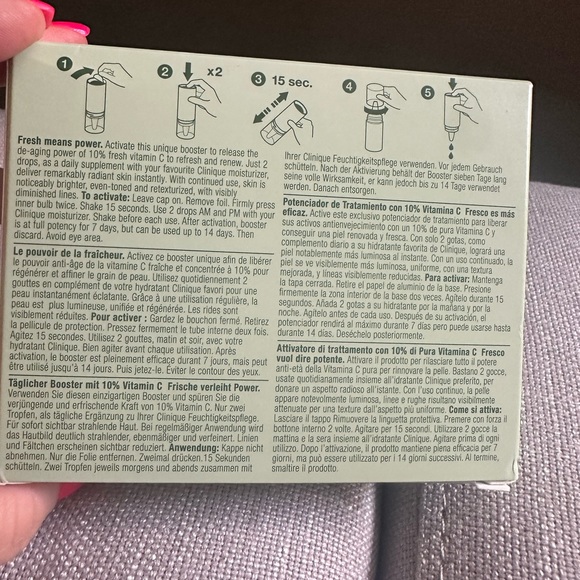 1
2
x2
3
15 sec.
4
5
Fresh means power. Activate this unique booster to release the
de-aging power of 10% fresh vitamin C to refresh and renew. Just 2
drops, as a daily supplement with your favourite Clinique moisturizer,
deliver remarkably radiant skin instantly. With continued use, skin is
noticeably brighter, even-toned and retexturized, with visibly
diminished lines. To activate: Leave cap on. Remove foil. Firmly press
inner bulb twice. Shake 15 seconds. Use 2 drops AM and PM with your
Clinique moisturizer. Shake before each use. After activation, booster
is at full potency for 7 days, but can be used up to 14 days. Then
discard. Avoid eye area.
Le pouvoir de la fraîcheur. Activez ce booster unique afin de libérer
le pouvoir anti-âge de la vitamine C fraîche et concentrée à 10% pour
régénérer et affiner le grain de peau. Utilisez quotidiennement 2
gouttes en complément de votre hydratant Clinique favori pour une
peau instantanément éclatante. Grâce à une utilisation régulière, la
peau est plus lumineuse, unifiée et régénérée. Les rides sont
visiblement réduites. Pour activer : Gardez le bouchon fermé. Retirez
la pellicule de protection. Pressez fermement le tube interne deux fois.
Agitez 15 secondes. Utilisez 2 gouttes, matin et soir, avec votre
hydratant Clinique. Bien agiter avant chaque utilisation. Après
activation, le booster est pleinement efficace durant 7 jours, mais peut
être utilisé jusqu'à 14 jours. Puis jetez-le. Éviter le contour des yeux.
Täglicher Booster mit 10% Vitamin C Frische verleiht Power.
Verwenden Sie diesen einzigartigen Booster und spüren Sie die
verjüngende und erfrischende Kraft von 10% Vitamin C. Nur zwei
Tropfen, als tägliche Ergänzung zu Ihrer Clinique Feuchtigkeitspflege.
Für sofort sichtbar strahlende Haut. Bei regelmäßiger Anwendung wird
das Hautbild deutlich strahlender, ebenmäßiger und verfeinert. Linien
und Fältchen erscheinen sichtbar reduziert. Anwendung: Kappe nicht
abnehmen. Nur die Folie entfernen. Zweimal drücken.15 Sekunden
schütteln. Zwei Tropfen jeweils morgens und abends zusammen mit
Ihrer Clinique Feuchtigkeitspflege verwenden. Vor jedem Gebrauch
schütteln. Nach der Aktivierung behält der Booster sieben Tage lang
seine volle Wirksamkeit, er kann jedoch bis zu 14 Tage verwendet
werden. Danach entsorgen.
Potenciador de Tratamiento con 10% Vitamina C Fresco es más
eficaz. Active este exclusivo potenciador de tratamiento para liberar
sus activos antienvejecimiento con un 10% de pura Vitamina C y
conseguir una piel renovada y fresca. Con solo 2 gotas, como
complemento diario a su hidratante favorita de Clinique, logrará una
piel notablemente más luminosa al instante. Con un uso continuado, la
piel se ve visiblemente más luminosa, uniforme, con una textura
mejorada, y líneas visiblemente reducidas. Para activar: Mantenga
la tapa cerrada. Retire el papel de aluminio de la base. Presione
firmemente la zona interior de la base dos veces. Agítelo durante 15
segundos. Añada 2 gotas a su hidratante por la mañana y por la
noche. Agítelo antes de cada uso. Después de su activación, el
potenciador rendirá al máximo durante 7 días pero puede usarse hasta
durante 14 días. Deséchelo posteriormente.
Attivatore di trattamento con 10% di Pura Vitamina C Fresco
vuol dire potente. Attivare il prodotto per rilasciare tutto il potere
anti-età della Vitamina C pura per rinnovare la pelle. Bastano 2 gocce,
usate quotidianamente assieme all'idratante Clinique preferito, per
donare un aspetto radioso all'istante. Con l'uso continuo, la pelle
appare notevolmente luminosa, linee e rughe risultano visibilmente
attenuate per una texture dall'aspetto più uniforme. Come si attiva:
Lasciare il tappo Rimuovere la linguetta protettiva. Premere con forza il
bottone interno 2 volte. Agitare per 15 secondi. Utilizzare 2 gocce la
mattina e la sera insieme all'idratante Clinique. Agitare prima di ogni
utilizzo. Dopo l'attivazione, il prodotto mantiene piena efficacia per 7
giorni, ma può essere utilizzato per i 14 giorni successivi. Al termine,
smaltire il prodotto.